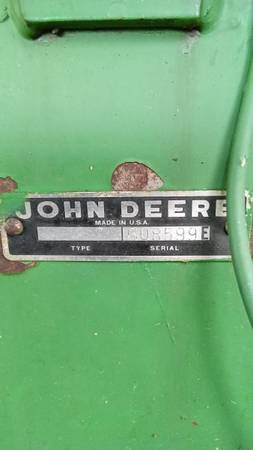 JOHN DEERE
MADE IN U.S.A.
TYPE SERIAL